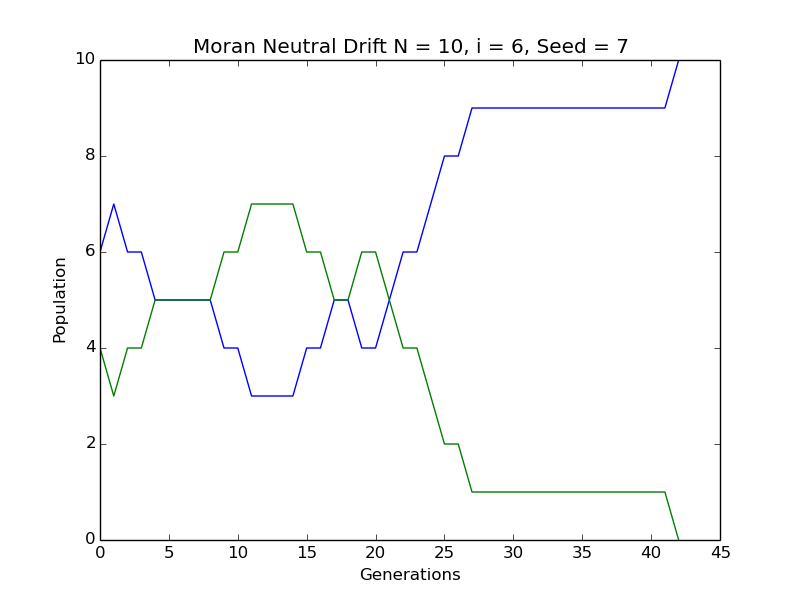 Moran Neutral Drift N = 10, i = 6, Seed = 7
10
8
6
4
2
0
Population
0 5 10 15 20 25 30 35 40 45
Generations